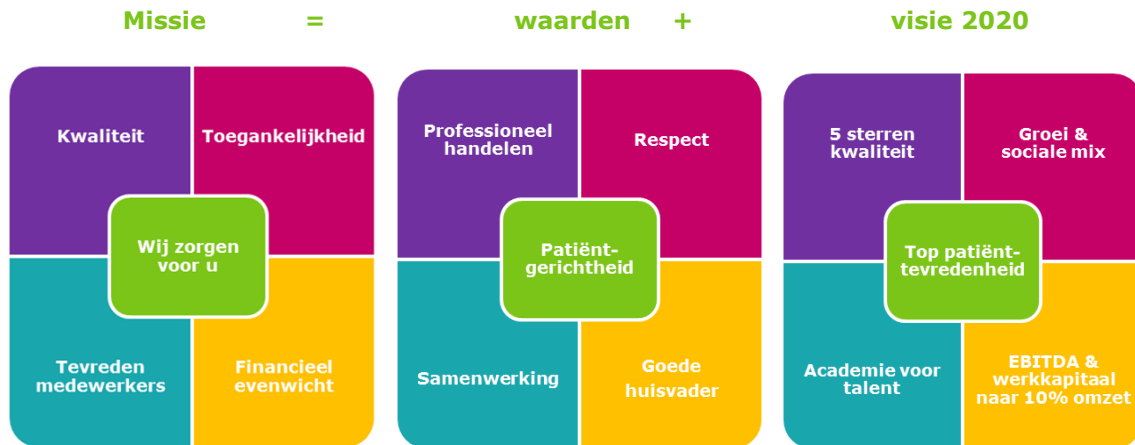 Missie = waarden + visie 2020
Kwaliteit
Toegankelijkheid
Wij zorgen
voor u
Tevreden
medewerkers
Financieel
evenwicht
Professioneel
handelen
Respect
Patiënt-
gerichtheid
Samenwerking
Goede
huisvader
5 sterren
kwaliteit
Groei &
sociale mix
Top patiënt-
tevredenheid
Academie voor
talent
EBITDA &
werkkapitaal
naar 10% omzet